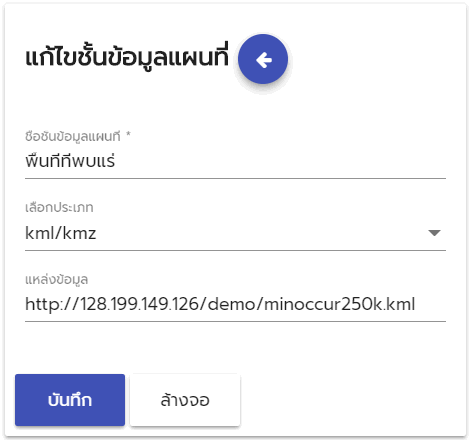 แก้ไขชั้นข้อมูลแผนที่
ชื่อชั้นข้อมูลแผนที่ *
พื้นที่ที่พบแร่
เลือกประเภท
kml/kmz
แหล่งข้อมูล
http://128.199.149.126/demo/minoccur250k.kml
บันทึก
ล้างจอ